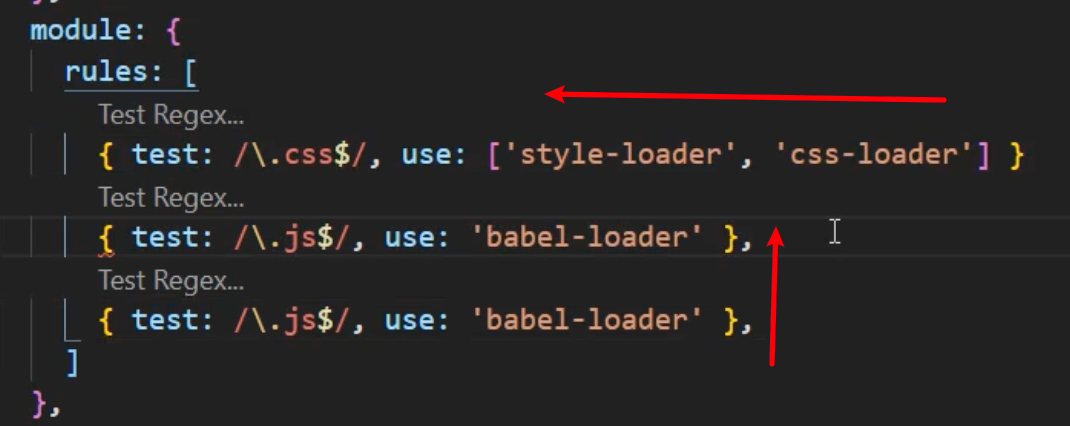 module: {
rules: [
Test Regex...
{ test: /\.css$/, use: ['style-loader', 'css-loader'] }
Test Regex...
{ test: /\.js$/, use: 'babel-loader' },
Test Regex...
{ test: /\.js$/, use: 'babel-loader' },
]
},